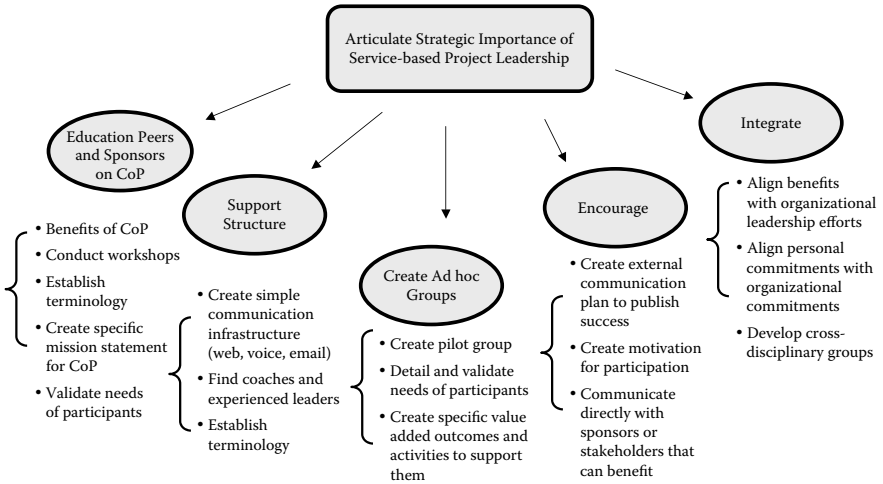 Articulate Strategic Importance of
Service-based Project Leadership
Education Peers
and Sponsors
on CoP
• Benefits of CoP
• Conduct workshops
• Establish
terminology
• Create specific
mission statement
for CoP
• Validate needs
of participants
Support
Structure
• Create simple
communication
infrastructure
(web, voice, email)
• Find coaches and
experienced leaders
• Establish
terminology
Create Ad hoc
Groups
• Create pilot group
• Detail and validate
needs of participants
• Create specific value
added outcomes and
activities to support
them
Encourage
• Create external
communication
plan to publish
success
• Create motivation
for participation
• Communicate
directly with
sponsors or
stakeholders that
can benefit
Integrate
• Align benefits
with organizational
leadership efforts
• Align personal
commitments with
organizational
commitments
• Develop cross-
disciplinary groups